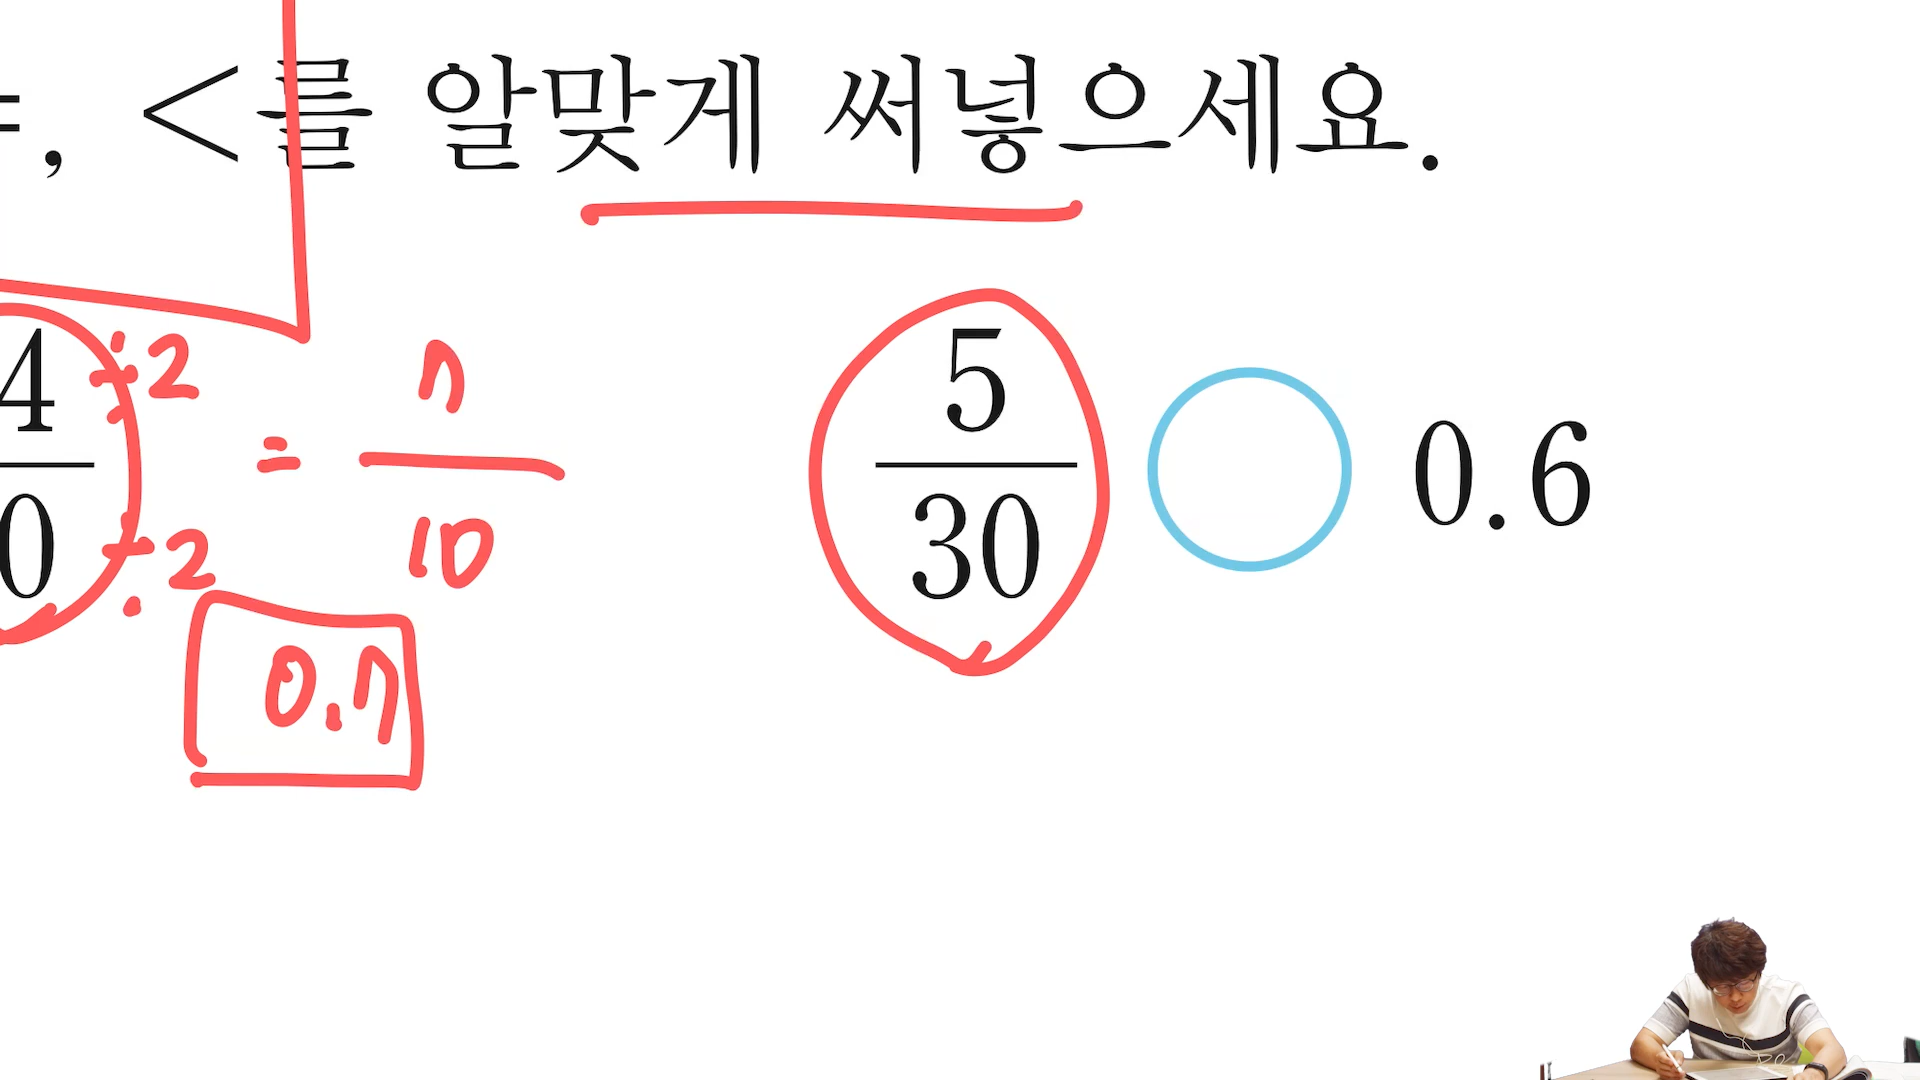 =, <를 알맞게 써넣으세요.
4/0 ÷2 ÷2 = 7/10
5/30 0.6
0.7